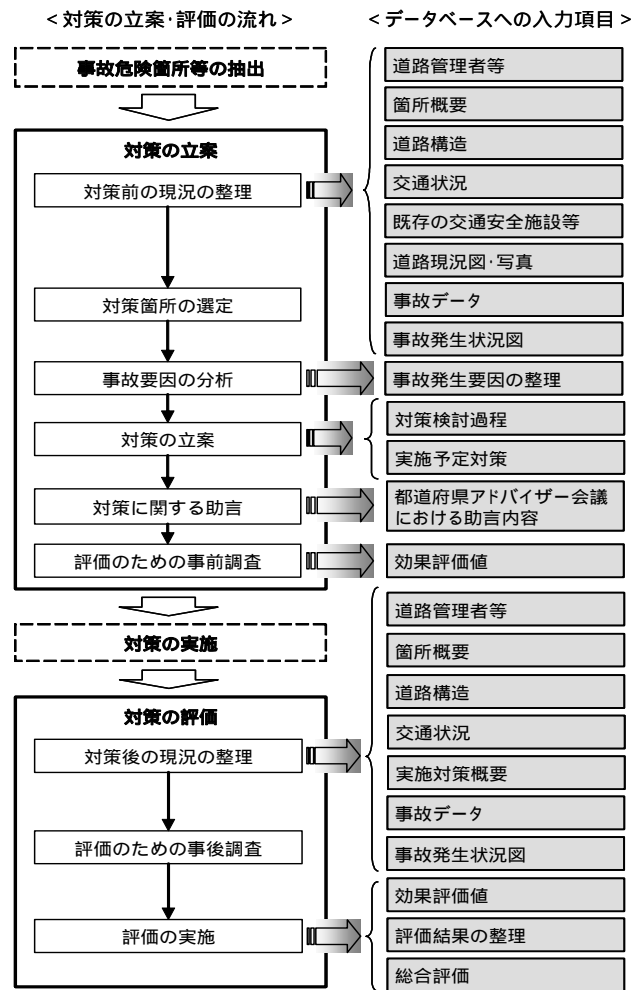 <対策の立案・評価の流れ>
<データベースへの入力項目>
事故危険箇所等の抽出
対策の立案
対策前の現況の整理
対策箇所の選定
事故要因の分析
対策の立案
対策に関する助言
評価のための事前調査
対策の実施
対策の評価
対策後の現況の整理
評価のための事後調査
評価の実施
道路管理者等
箇所概要
道路構造
交通状況
既存の交通安全施設等
道路現況図・写真
事故データ
事故発生状況図
事故発生要因の整理
対策検討過程
実施予定対策
都道府県アドバイザー会議
における助言内容
効果評価値
道路管理者等
箇所概要
道路構造
交通状況
実施対策概要
事故データ
事故発生状況図
効果評価値
評価結果の整理
総合評価